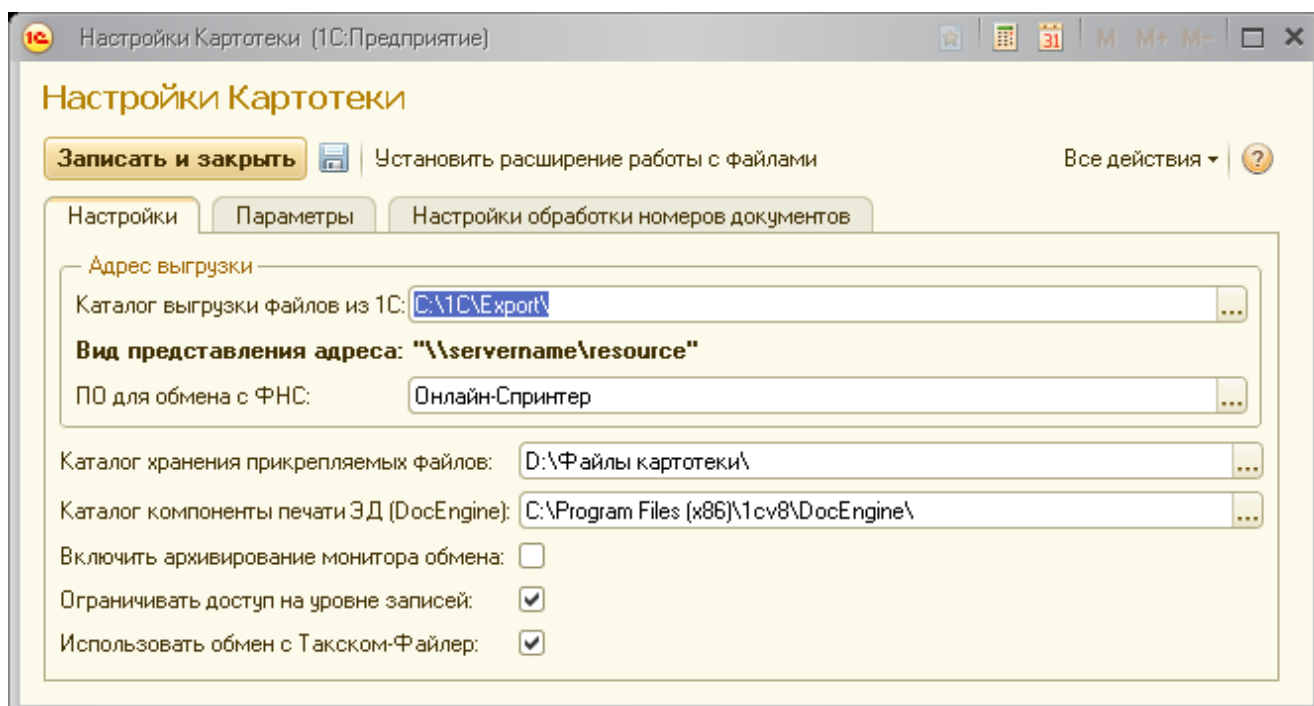 1С Настройки Картотеки (1С:Предприятие) 31 M M+ M-
Настройки Картотеки
Записать и закрыть Установить расширение работы с файлами Все действия ?
Настройки Параметры Настройки обработки номеров документов
Адрес выгрузки
Каталог выгрузки файлов из 1С: C:\1C\Export\ ...
Вид представления адреса: "\\servername\resource"
ПО для обмена с ФНС: Онлайн-Спринтер ...
Каталог хранения прикрепляемых файлов: D:\Файлы картотеки\ ...
Каталог компоненты печати ЭД (DocEngine): C:\Program Files (x86)\1cv8\DocEngine\ ...
Включить архивирование монитора обмена:
Ограничивать доступ на уровне записей:
Использовать обмен с Такском-Файлер: